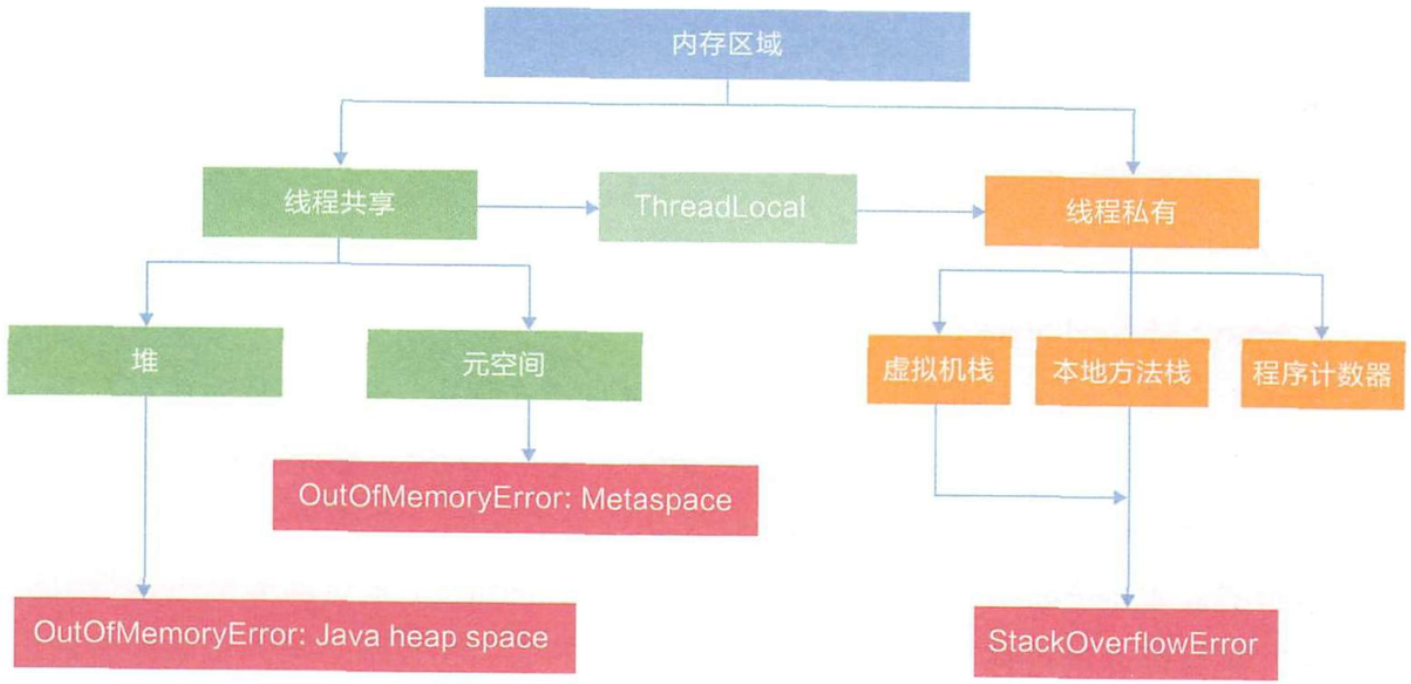 内存区域
线程共享
ThreadLocal
线程私有
堆
元空间
虚拟机栈
本地方法栈
程序计数器
OutOfMemoryError: Metaspace
OutOfMemoryError: Java heap space
StackOverflowError